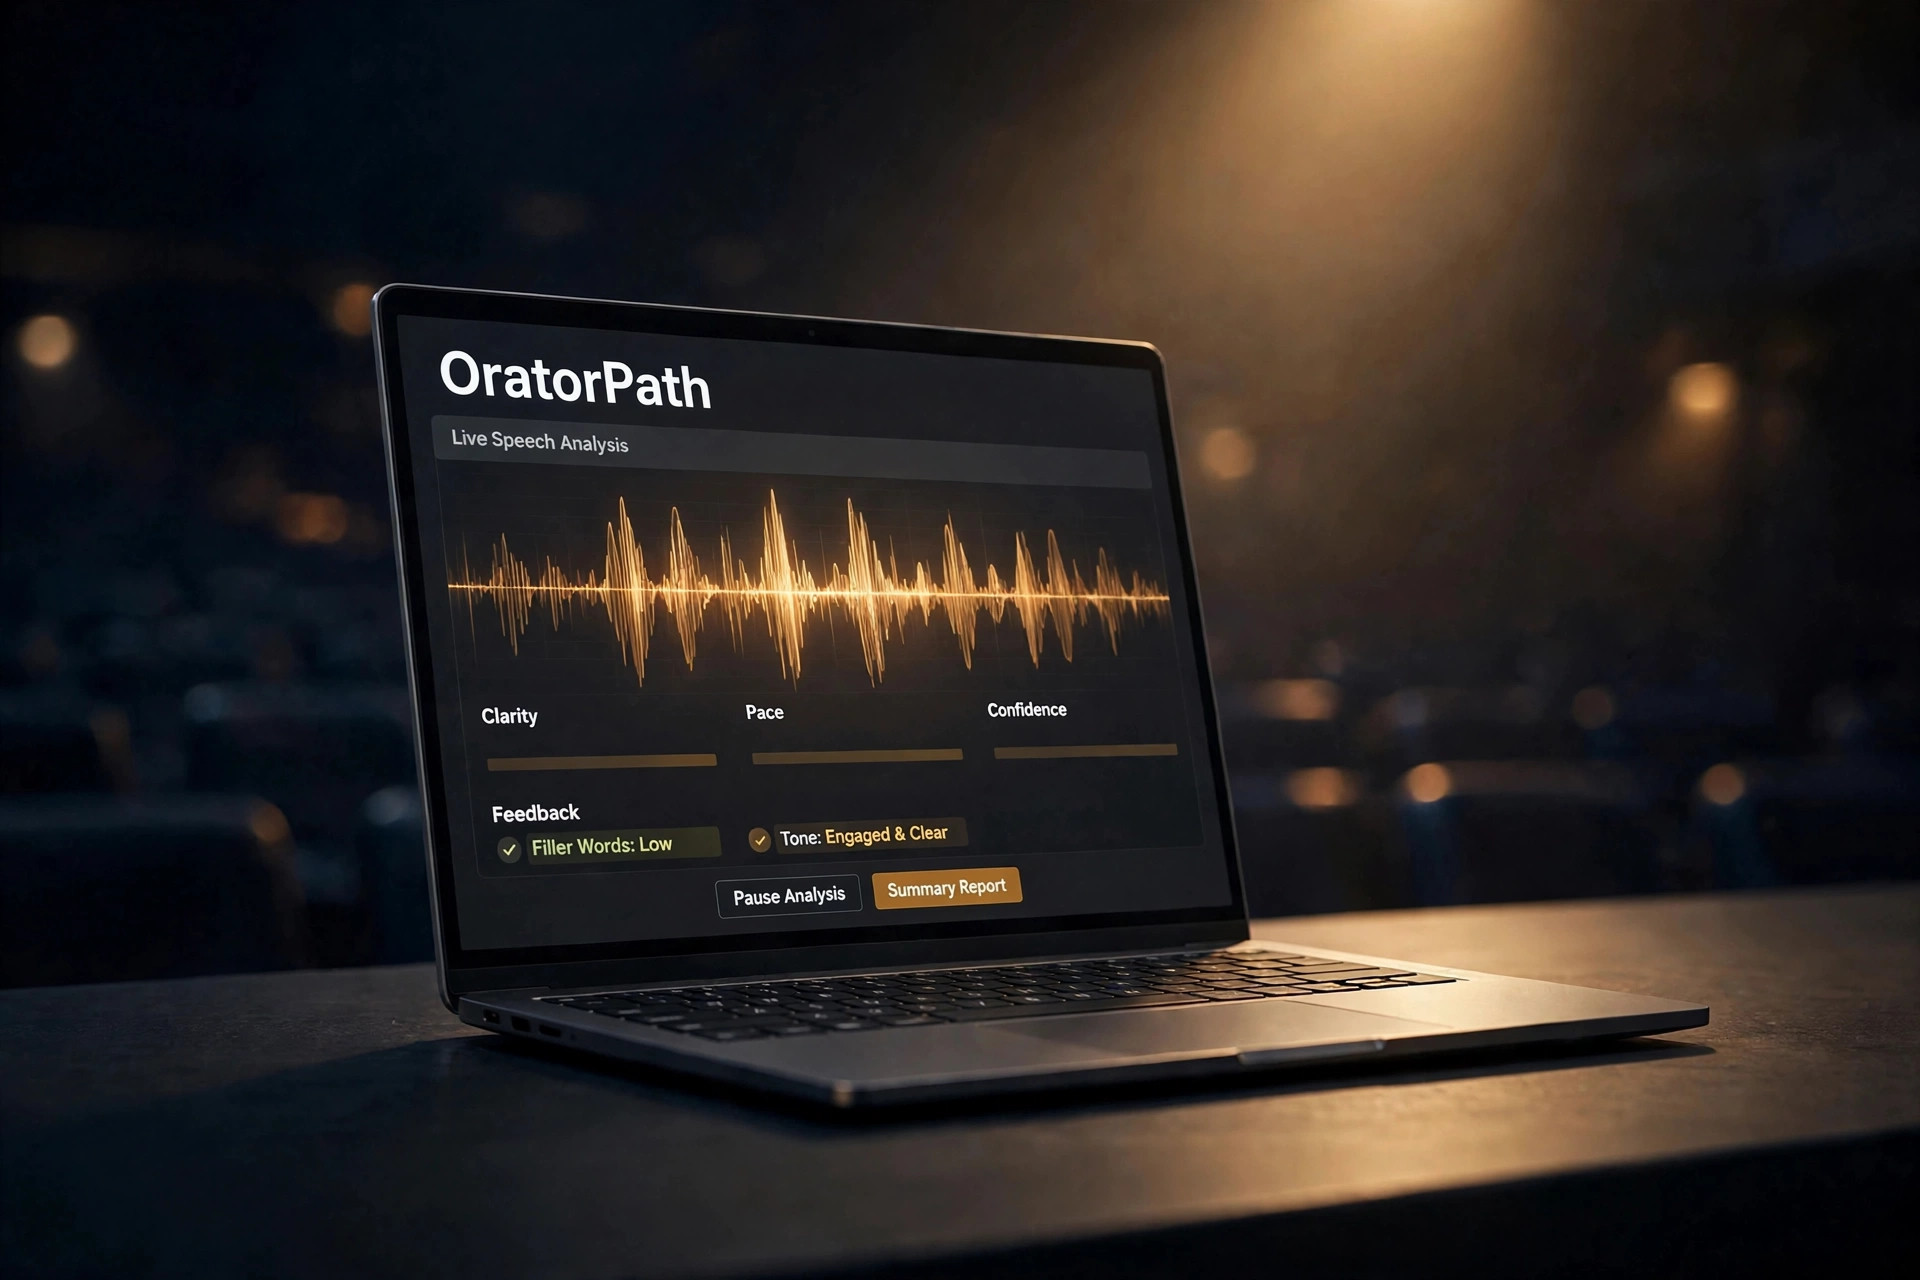 OratorPath
Live Speech Analysis
Clarity
Pace
Confidence
Feedback
Filler Words: Low
Tone: Engaged & Clear
Pause Analysis
Summary Report